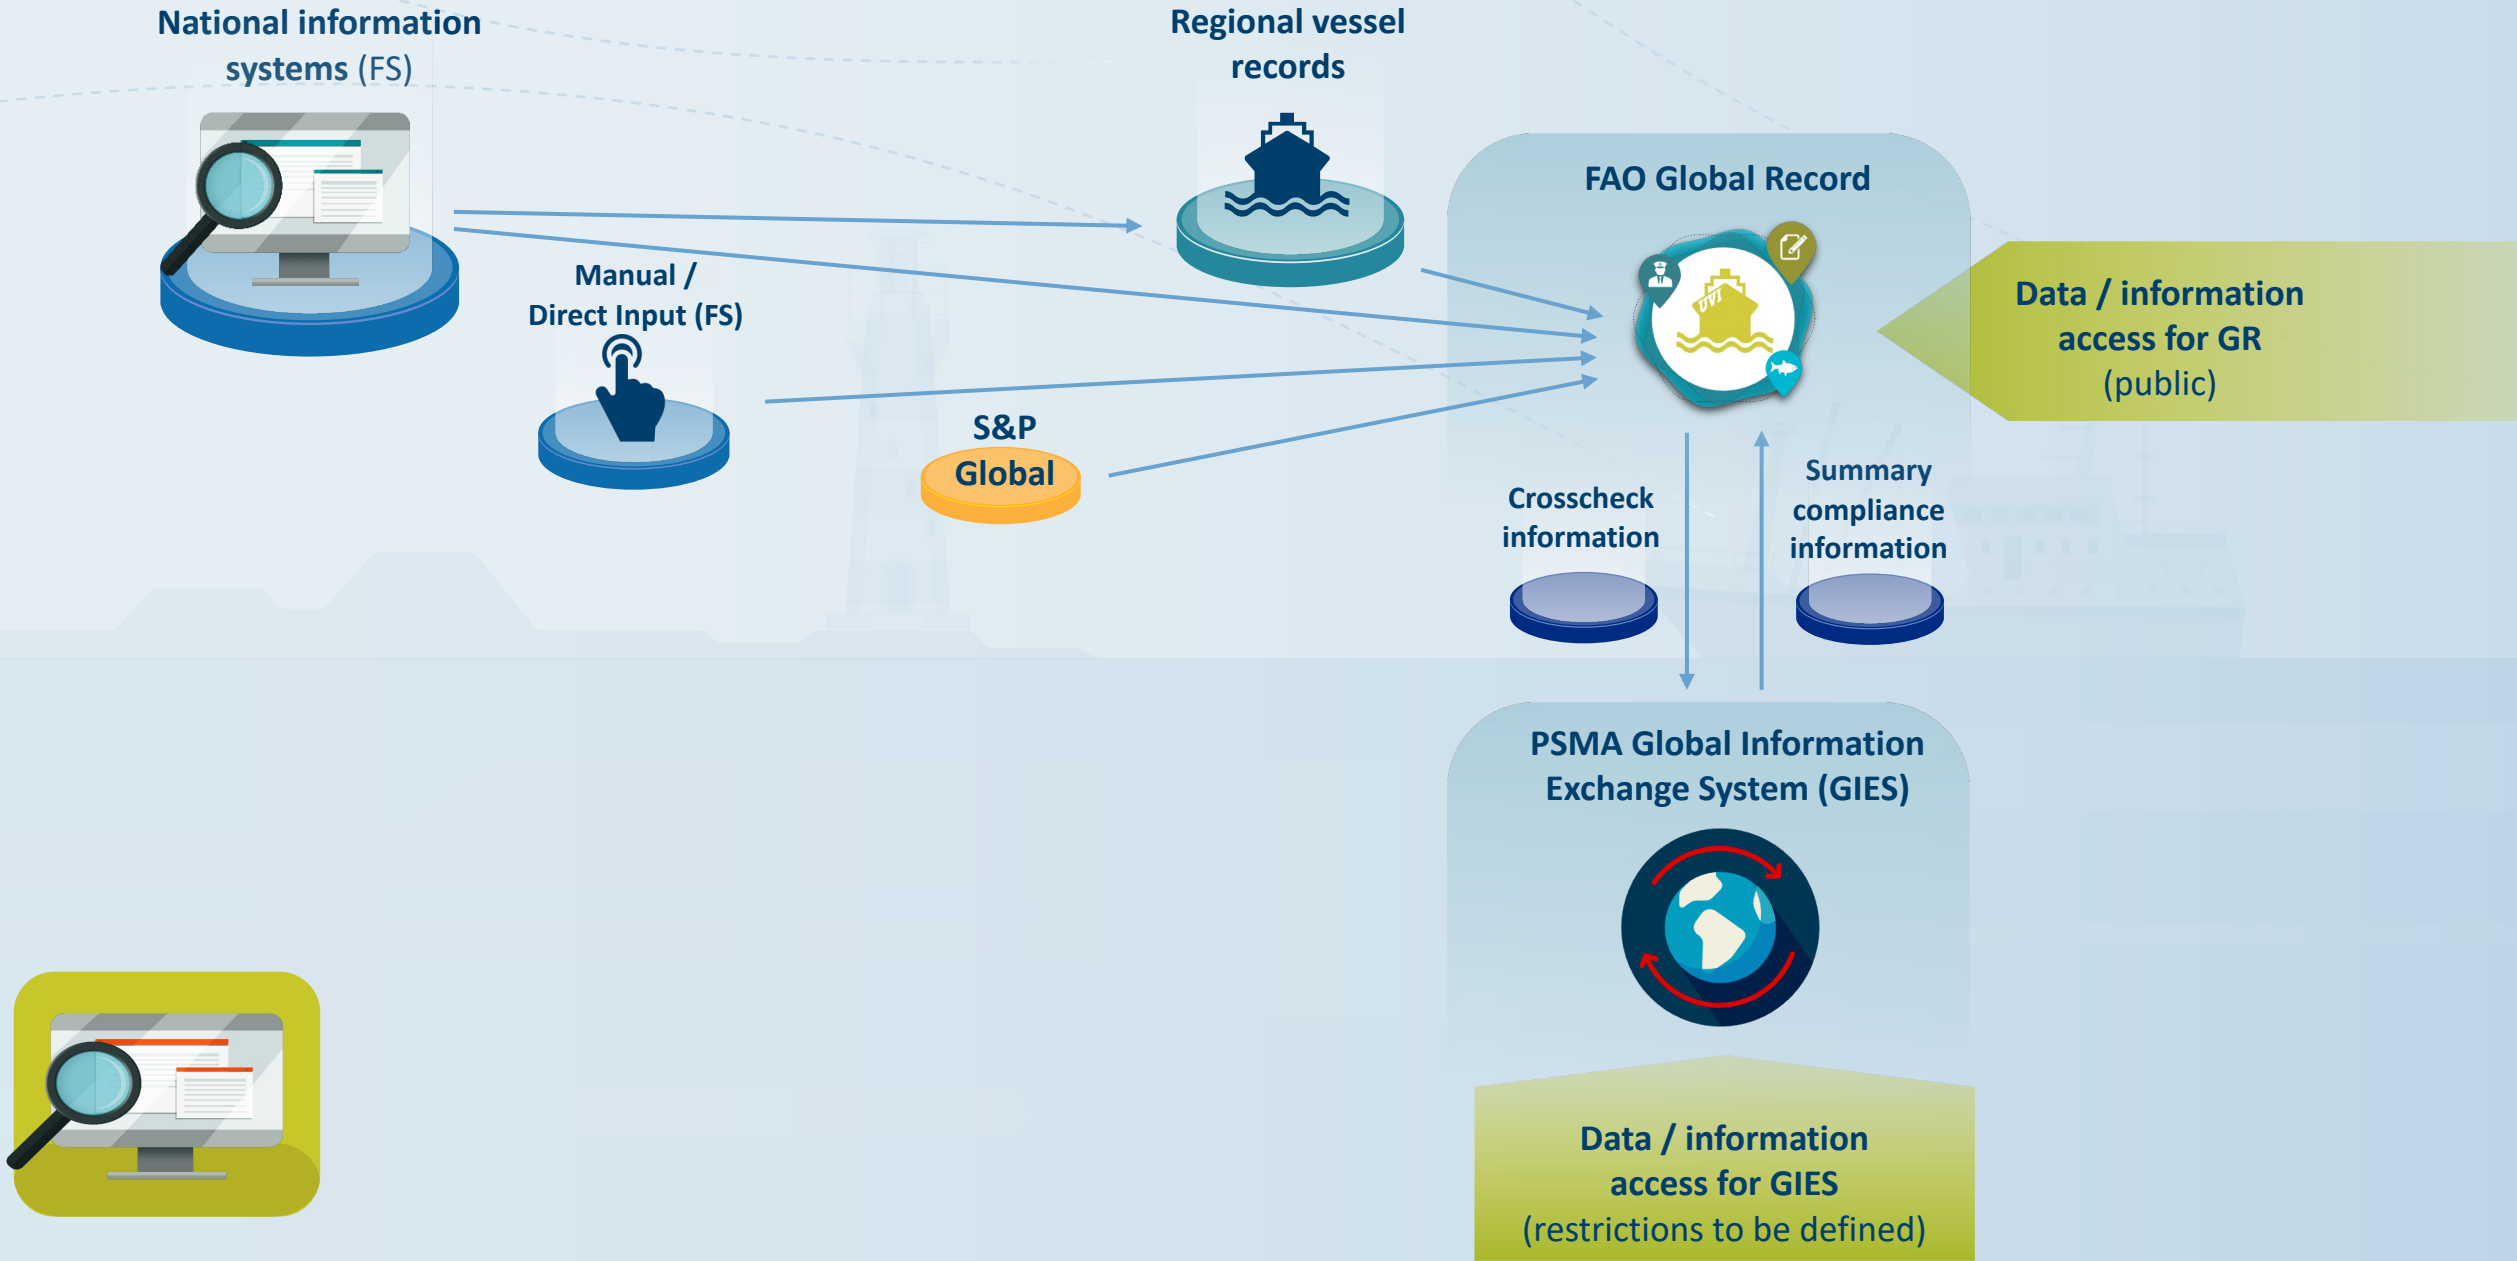 National information
systems (FS)
Regional vessel
records
FAO Global Record
UVI
Manual /
Direct Input (FS)
Data / information
access for GR
(public)
S&P
Global
Crosscheck
information
Summary
compliance
information
PSMA Global Information
Exchange System (GIES)
Data / information
access for GIES
(restrictions to be defined)